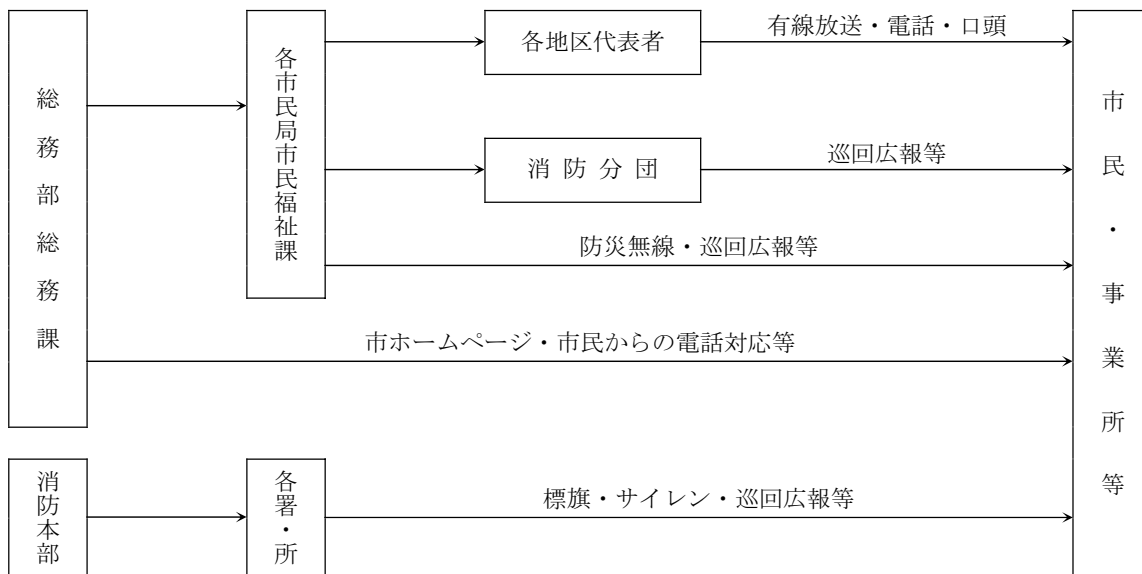 総務部総務課
各市民局市民福祉課
各地区代表者
有線放送・電話・口頭
消防分団
巡回広報等
防災無線・巡回広報等
市ホームページ・市民からの電話対応等
市民・事業所等
消防本部
各署・所
標旗・サイレン・巡回広報等